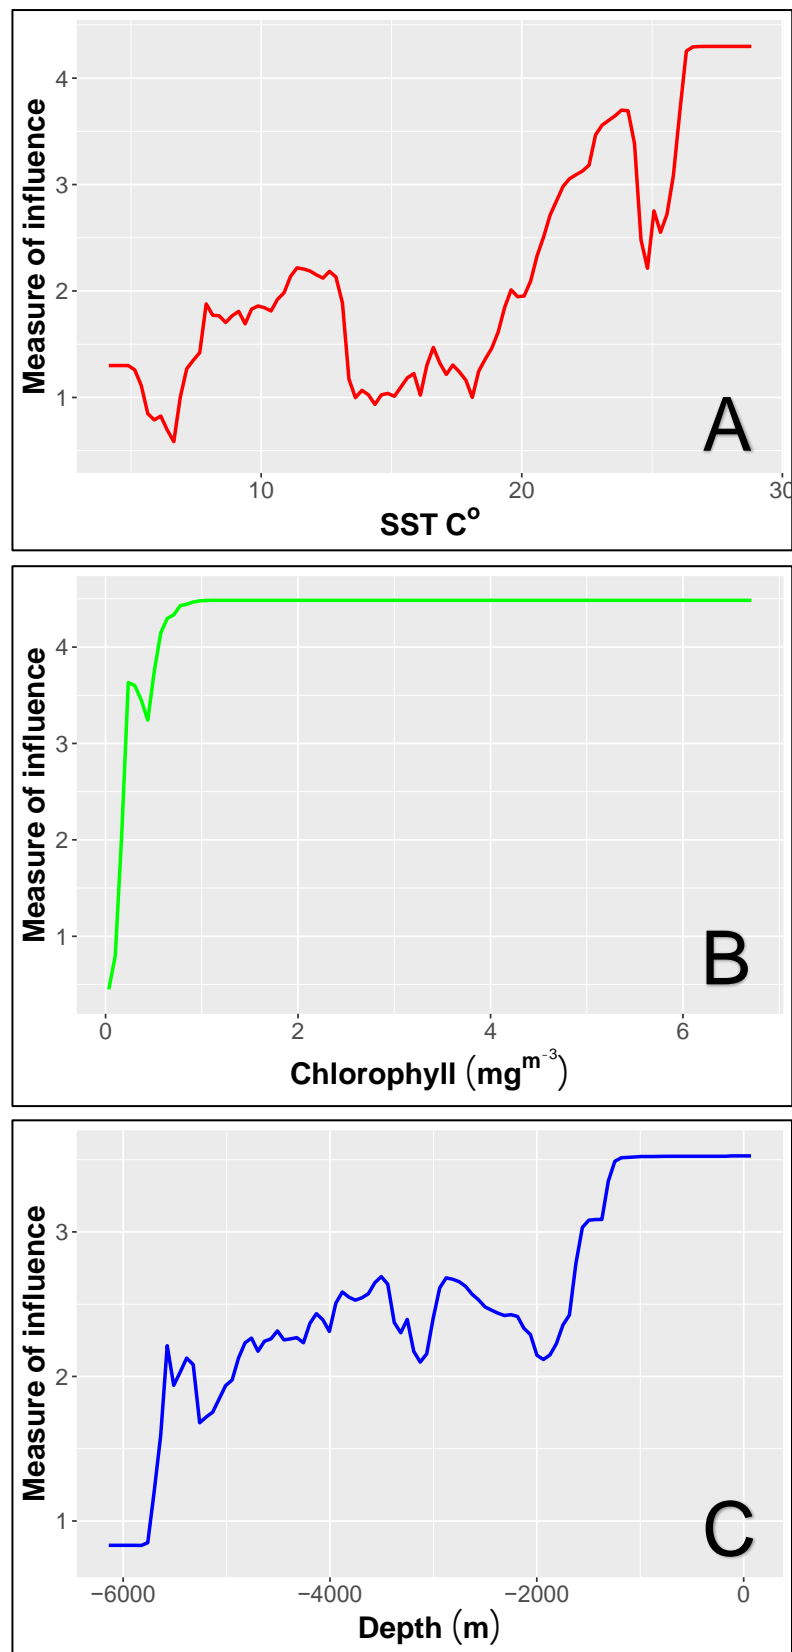 Measure of influence
4
3
2
1
10 20 30
SST Cº
A
Measure of influence
4
3
2
1
0 2 4 6
Chlorophyll (mg^m⁻³)
B
Measure of influence
3
2
1
−6000 −4000 −2000 0
Depth (m)
C